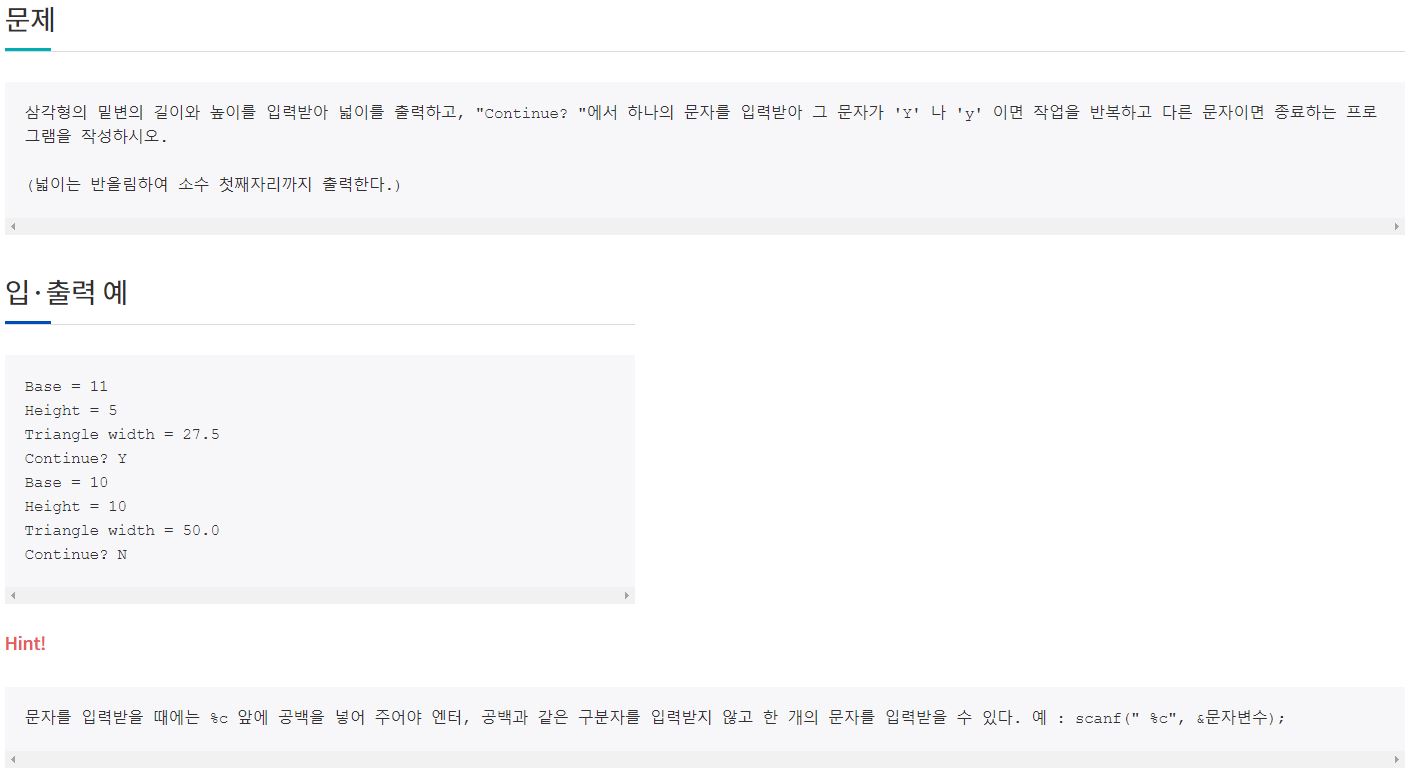 문제
삼각형의 밑변의 길이와 높이를 입력받아 넓이를 출력하고, "Continue? "에서 하나의 문자를 입력받아 그 문자가 'Y' 나 'y' 이면 작업을 반복하고 다른 문자이면 종료하는 프로
그램을 작성하시오.
(넓이는 반올림하여 소수 첫째자리까지 출력한다.)
입·출력 예
Base = 11
Height = 5
Triangle width = 27.5
Continue? Y
Base = 10
Height = 10
Triangle width = 50.0
Continue? N
Hint!
문자를 입력받을 때에는 %c 앞에 공백을 넣어 주어야 엔터, 공백과 같은 구분자를 입력받지 않고 한 개의 문자를 입력받을 수 있다. 예 : scanf(" %c", &문자변수);